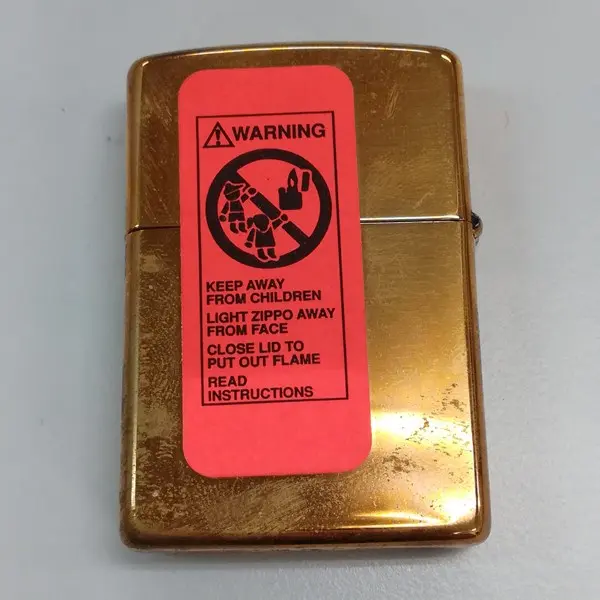 WARNING
KEEP AWAY
FROM CHILDREN
LIGHT ZIPPO AWAY
FROM FACE
CLOSE LID TO
PUT OUT FLAME
READ
INSTRUCTIONS